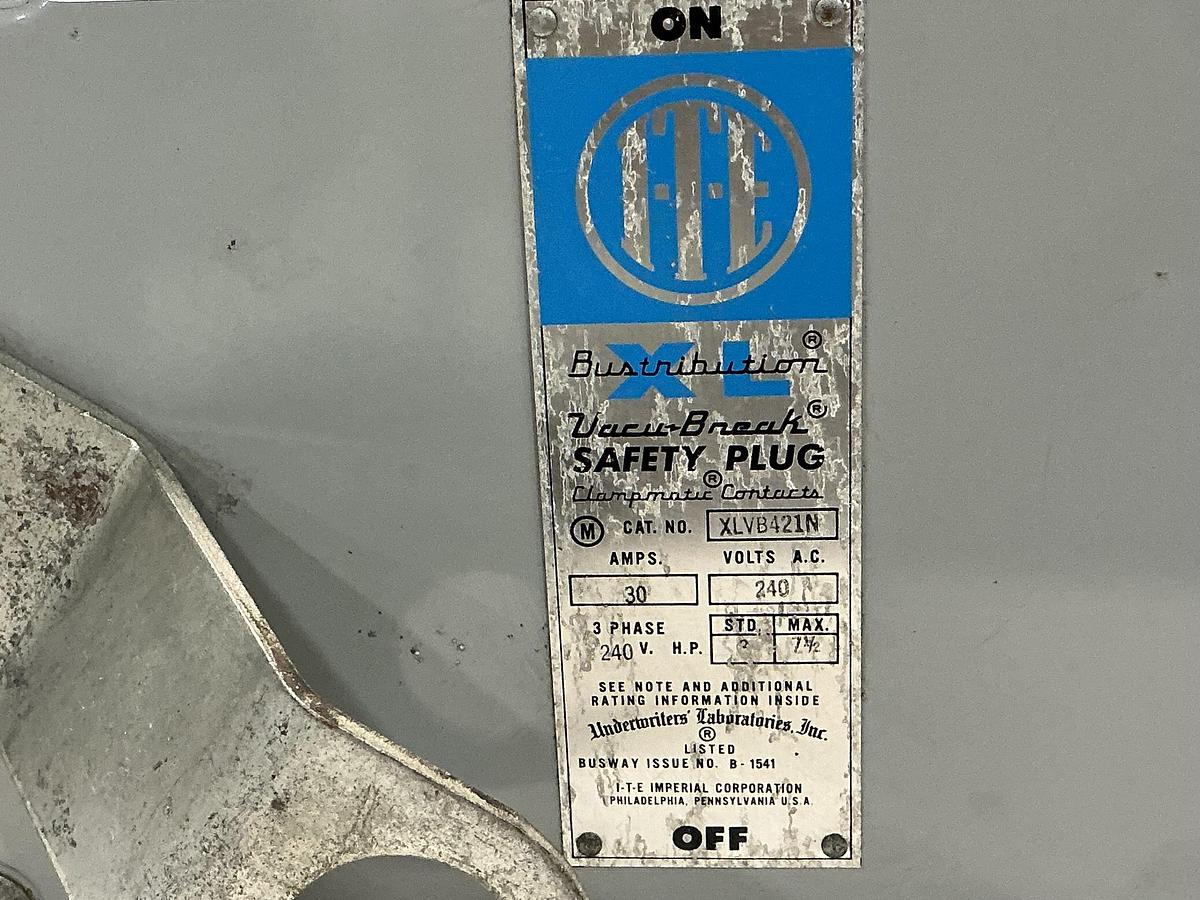 ON
I-T-E
XL
Bustribution®
Vacu-Break®
SAFETY PLUG
Clampmatic® Contacts
M CAT. NO. XLVB421N
AMPS. VOLTS A.C.
30 240
3 PHASE STD. MAX.
240 V. H.P. 7½
SEE NOTE AND ADDITIONAL
RATING INFORMATION INSIDE
Underwriters' Laboratories, Inc.
®
LISTED
BUSWAY ISSUE NO. B-1541
I-T-E IMPERIAL CORPORATION
PHILADELPHIA, PENNSYLVANIA U.S.A.
OFF